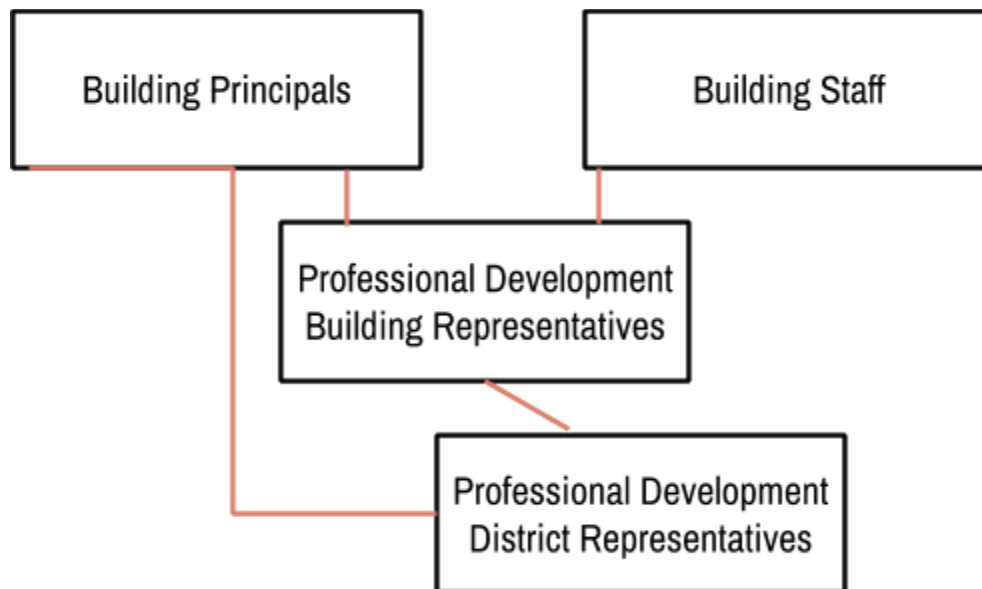 Building Principals
Building Staff
Professional Development
Building Representatives
Professional Development
District Representatives